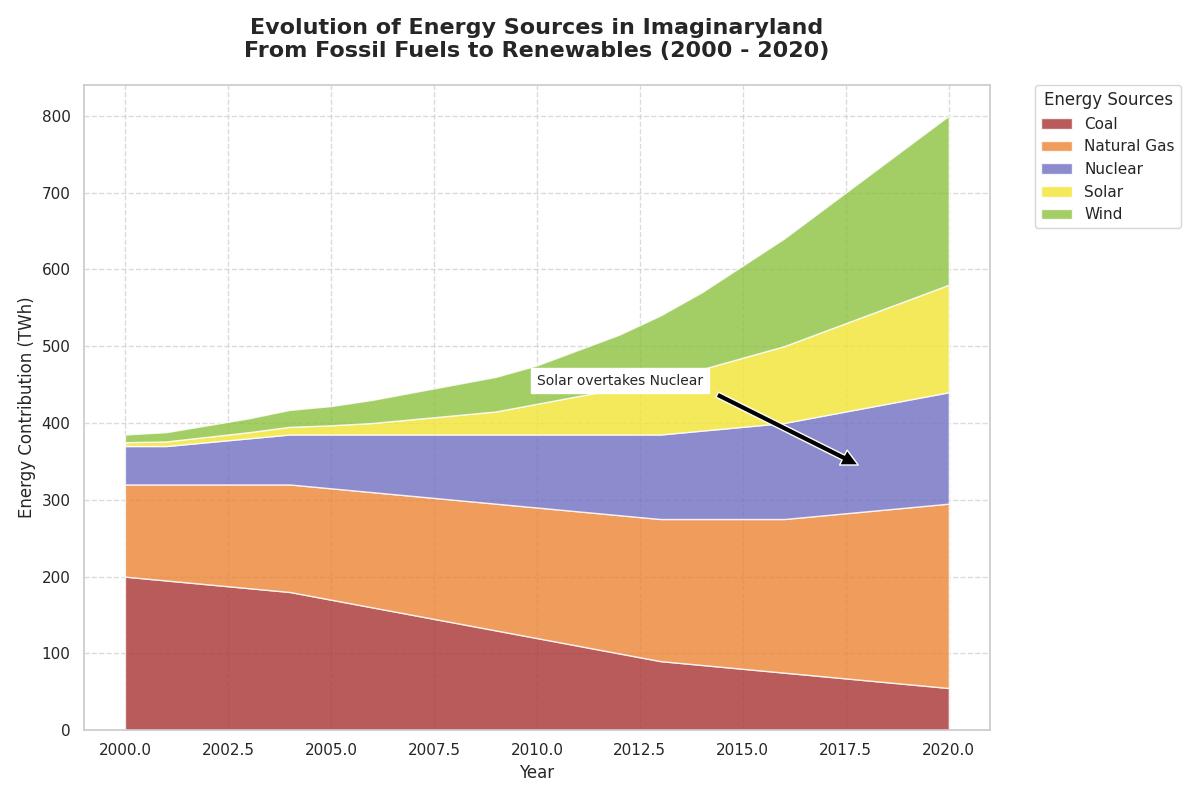 Evolution of Energy Sources in Imaginaryland
From Fossil Fuels to Renewables (2000 - 2020)
Energy Sources
Coal
Natural Gas
Nuclear
Solar
Wind
Energy Contribution (TWh)
800
700
600
500
400
300
200
100
0
Solar overtakes Nuclear
2000.0 2002.5 2005.0 2007.5 2010.0 2012.5 2015.0 2017.5 2020.0
Year